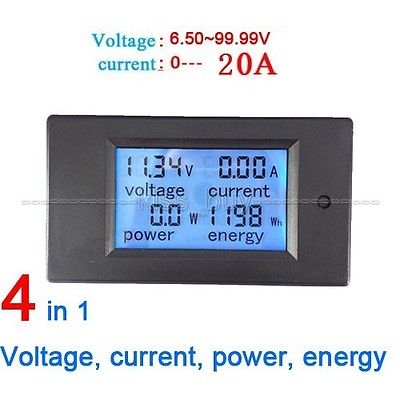 Voltage: 6.50~99.99V
current: 0--- 20A
11.34 V 0.00 A
voltage current
0.0 W 1198 Wh
power energy
4 in 1
Voltage, current, power, energy